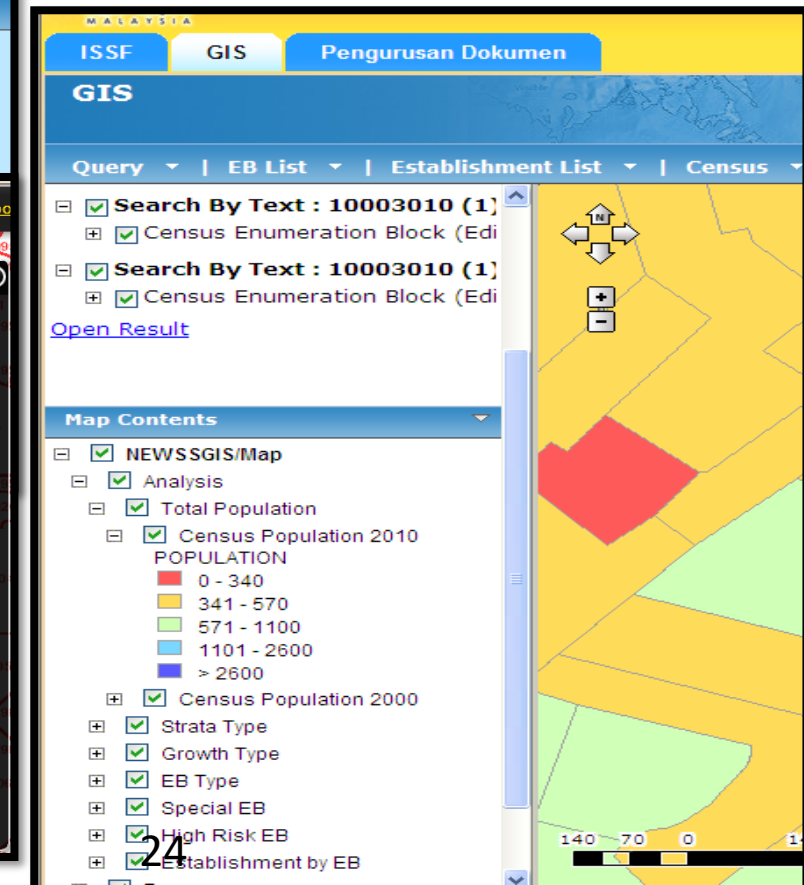 MALAYSIA
ISSF GIS Pengurusan Dokumen
GIS
Query | EB List | Establishment List | Census
Search By Text : 10003010 (1)
Census Enumeration Block (Edi
Search By Text : 10003010 (1)
Census Enumeration Block (Edi
Open Result
Map Contents
NEWSSGIS/Map
Analysis
Total Population
Census Population 2010
POPULATION
0 - 340
341 - 570
571 - 1100
1101 - 2600
> 2600
Census Population 2000
Strata Type
Growth Type
EB Type
Special EB
High Risk EB
Establishment by EB
24
N
140 70 0